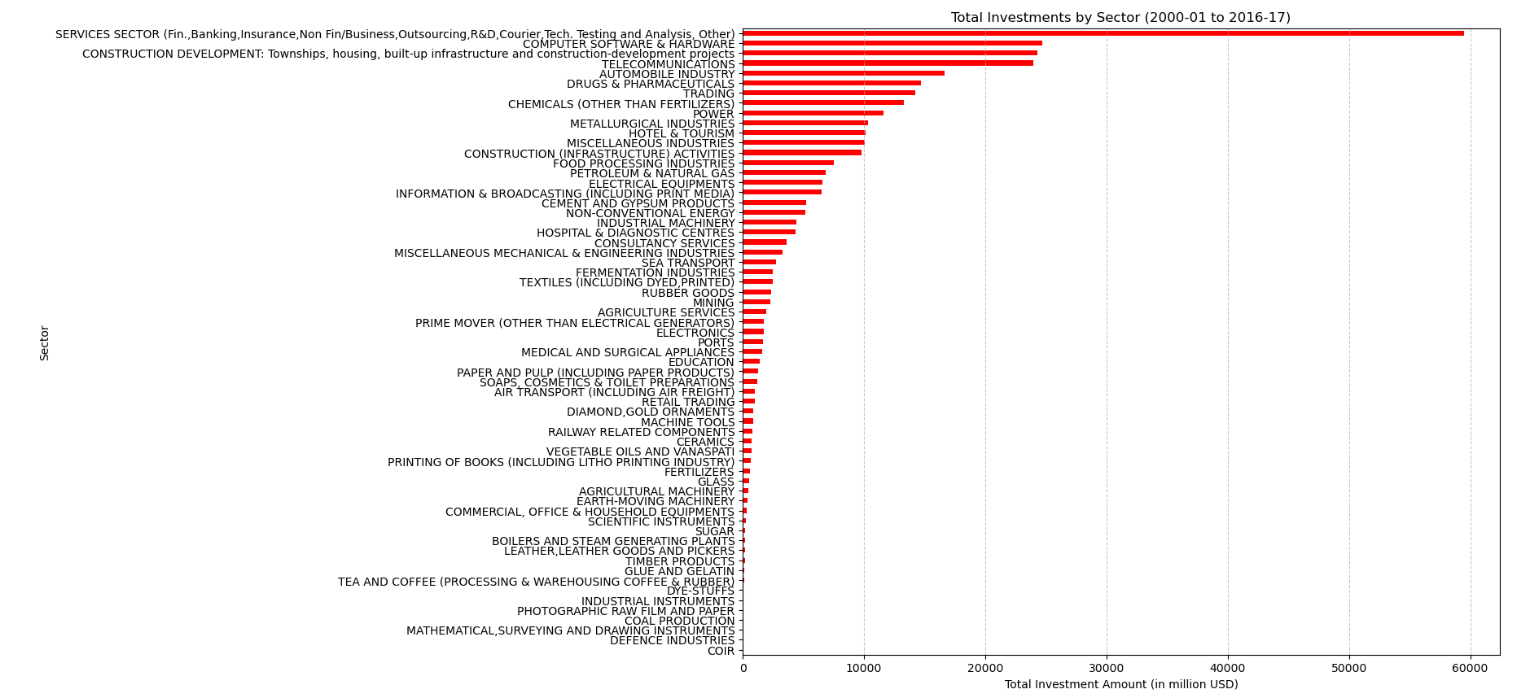 Total Investments by Sector (2000-01 to 2016-17)
SERVICES SECTOR (Fin.,Banking,Insurance,Non Fin/Business,Outsourcing,R&D,Courier,Tech. Testing and Analysis, Other)
COMPUTER SOFTWARE & HARDWARE
CONSTRUCTION DEVELOPMENT: Townships, housing, built-up infrastructure and construction-development projects
TELECOMMUNICATIONS
AUTOMOBILE INDUSTRY
DRUGS & PHARMACEUTICALS
TRADING
CHEMICALS (OTHER THAN FERTILIZERS)
POWER
METALLURGICAL INDUSTRIES
HOTEL & TOURISM
MISCELLANEOUS INDUSTRIES
CONSTRUCTION (INFRASTRUCTURE) ACTIVITIES
FOOD PROCESSING INDUSTRIES
PETROLEUM & NATURAL GAS
ELECTRICAL EQUIPMENTS
INFORMATION & BROADCASTING (INCLUDING PRINT MEDIA)
CEMENT AND GYPSUM PRODUCTS
NON-CONVENTIONAL ENERGY
INDUSTRIAL MACHINERY
HOSPITAL & DIAGNOSTIC CENTRES
CONSULTANCY SERVICES
MISCELLANEOUS MECHANICAL & ENGINEERING INDUSTRIES
SEA TRANSPORT
FERMENTATION INDUSTRIES
TEXTILES (INCLUDING DYED,PRINTED)
RUBBER GOODS
MINING
AGRICULTURE SERVICES
PRIME MOVER (OTHER THAN ELECTRICAL GENERATORS)
ELECTRONICS
PORTS
MEDICAL AND SURGICAL APPLIANCES
EDUCATION
PAPER AND PULP (INCLUDING PAPER PRODUCTS)
SOAPS, COSMETICS & TOILET PREPARATIONS
AIR TRANSPORT (INCLUDING AIR FREIGHT)
RETAIL TRADING
DIAMOND,GOLD ORNAMENTS
MACHINE TOOLS
RAILWAY RELATED COMPONENTS
CERAMICS
VEGETABLE OILS AND VANASPATI
PRINTING OF BOOKS (INCLUDING LITHO PRINTING INDUSTRY)
FERTILIZERS
GLASS
AGRICULTURAL MACHINERY
EARTH-MOVING MACHINERY
COMMERCIAL, OFFICE & HOUSEHOLD EQUIPMENTS
SCIENTIFIC INSTRUMENTS
SUGAR
BOILERS AND STEAM GENERATING PLANTS
LEATHER,LEATHER GOODS AND PICKERS
TIMBER PRODUCTS
GLUE AND GELATIN
TEA AND COFFEE (PROCESSING & WAREHOUSING COFFEE & RUBBER)
DYE-STUFFS
INDUSTRIAL INSTRUMENTS
PHOTOGRAPHIC RAW FILM AND PAPER
COAL PRODUCTION
MATHEMATICAL,SURVEYING AND DRAWING INSTRUMENTS
DEFENCE INDUSTRIES
COIR
Sector
0 10000 20000 30000 40000 50000 60000
Total Investment Amount (in million USD)